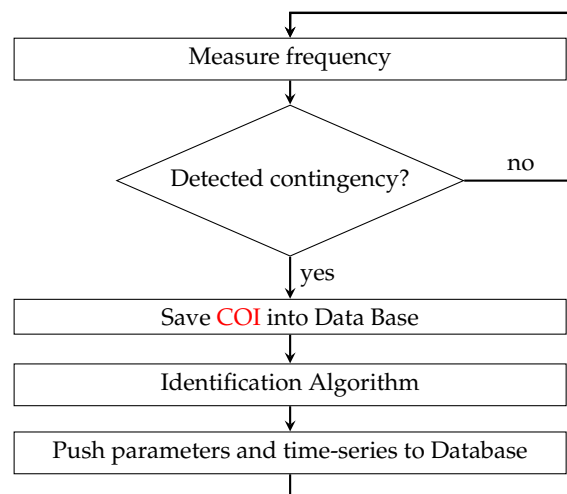 Measure frequency
Detected contingency?
no
yes
Save COI into Data Base
Identification Algorithm
Push parameters and time-series to Database